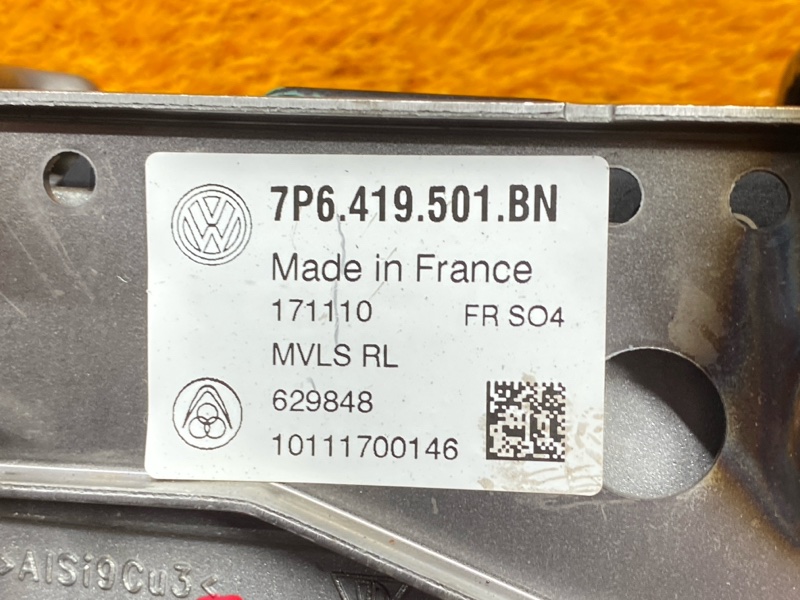 7P6.419.501.BN
Made in France
171110 FR SO4
MVLS RL
629848
10111700146
>AlSi9Cu3<